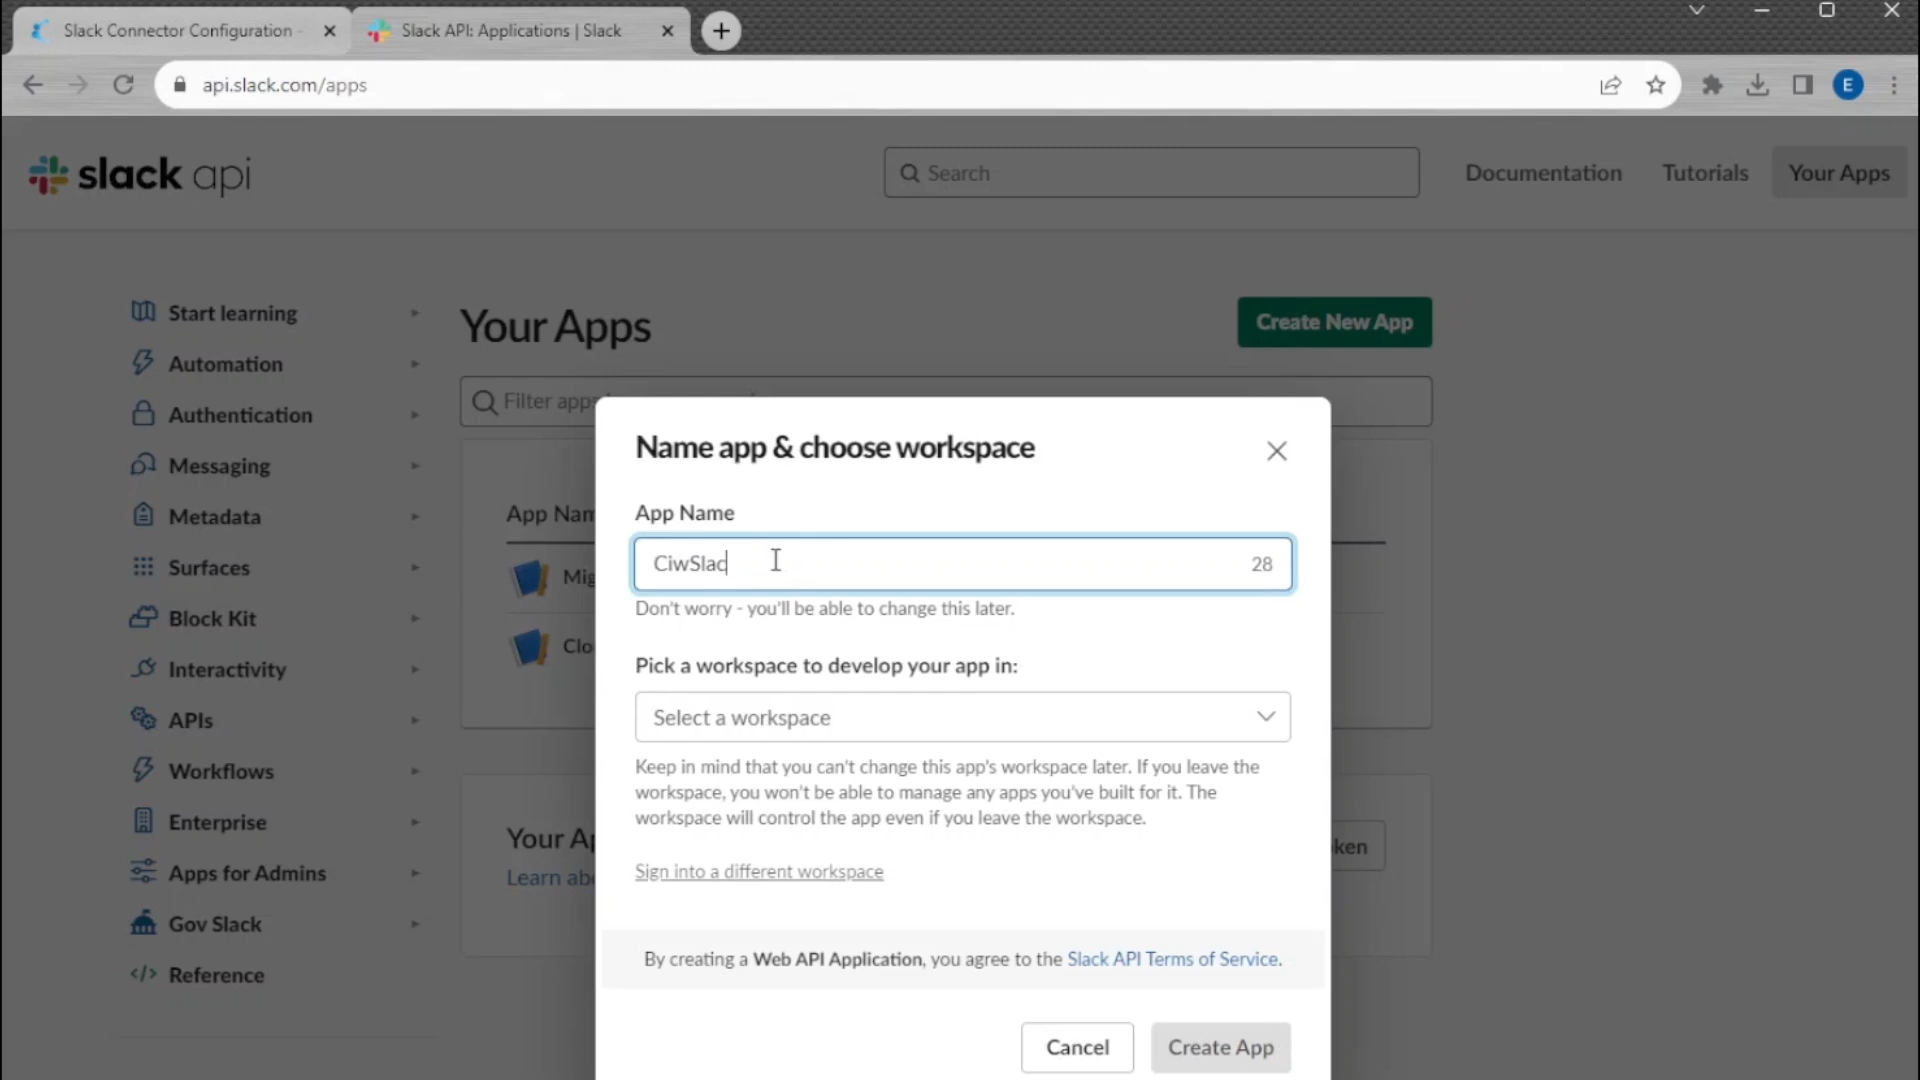 Slack Connector Configuration -
Slack API: Applications | Slack
api.slack.com/apps
E
slack api
Search
Documentation
Tutorials
Your Apps
Start learning
Automation
Authentication
Messaging
Metadata
Surfaces
Block Kit
Interactivity
APIs
Workflows
Enterprise
Apps for Admins
Gov Slack
Reference
Your Apps
Create New App
Filter apps
App Nam
Mig
Clo
Your Ap
Learn abo
ken
Name app & choose workspace
App Name
CiwSlac
28
Don't worry - you'll be able to change this later.
Pick a workspace to develop your app in:
Select a workspace
Keep in mind that you can't change this app's workspace later. If you leave the
workspace, you won't be able to manage any apps you've built for it. The
workspace will control the app even if you leave the workspace.
Sign into a different workspace
By creating a Web API Application, you agree to the Slack API Terms of Service.
Cancel
Create App